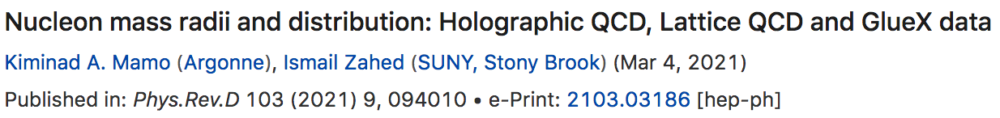 Nucleon mass radii and distribution: Holographic QCD, Lattice QCD and GlueX data
Kiminad A. Mamo (Argonne), Ismail Zahed (SUNY, Stony Brook) (Mar 4, 2021)
Published in: Phys.Rev.D 103 (2021) 9, 094010 • e-Print: 2103.03186 [hep-ph]